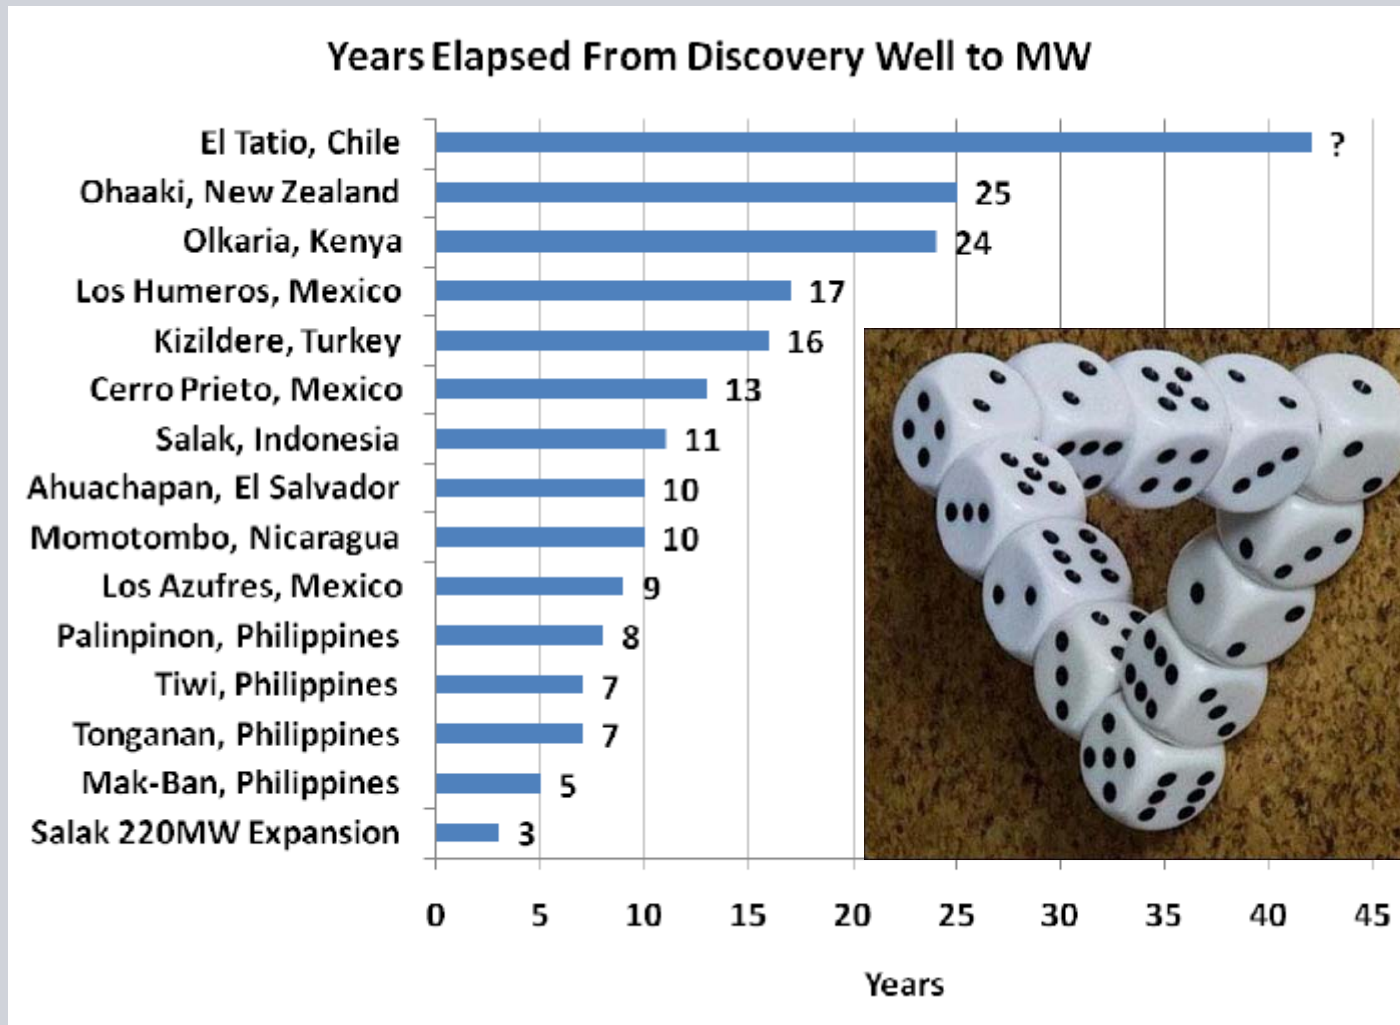 Years Elapsed From Discovery Well to MW
El Tatio, Chile ?
Ohaaki, New Zealand 25
Olkaria, Kenya 24
Los Humeros, Mexico 17
Kizildere, Turkey 16
Cerro Prieto, Mexico 13
Salak, Indonesia 11
Ahuachapan, El Salvador 10
Momotombo, Nicaragua 10
Los Azufres, Mexico 9
Palinpinon, Philippines 8
Tiwi, Philippines 7
Tonganan, Philippines 7
Mak-Ban, Philippines 5
Salak 220MW Expansion 3
0 5 10 15 20 25 30 35 40 45
Years